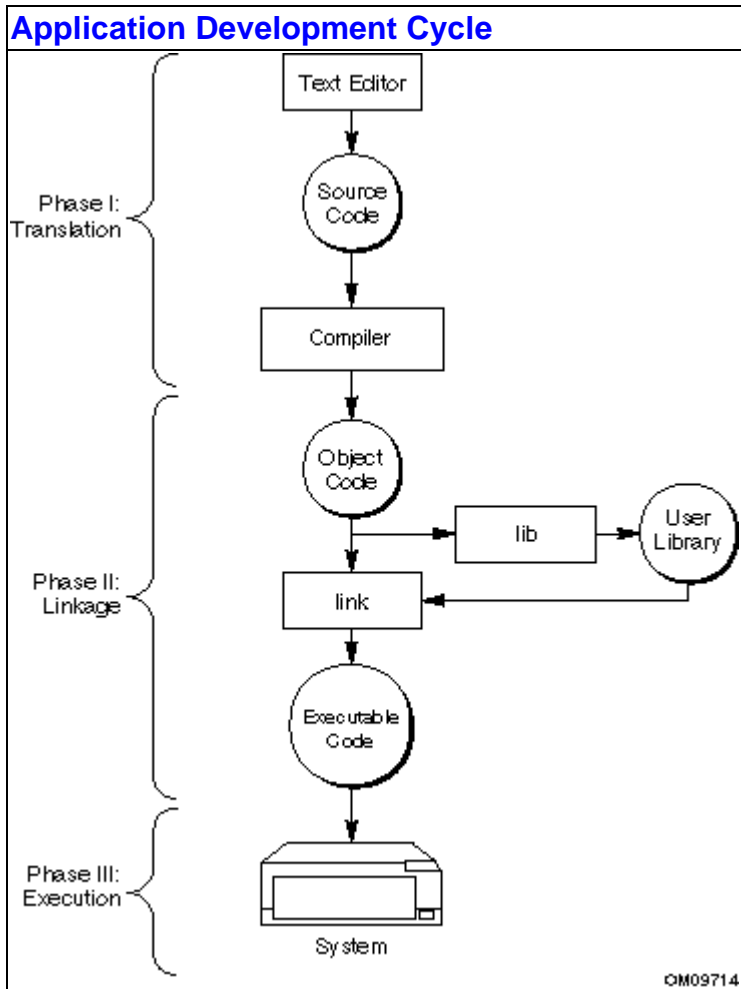 Application Development Cycle
Text Editor
Source
Code
Phase I:
Translation
Compiler
Object
Code
lib
User
Library
Phase II:
Linkage
link
Executable
Code
Phase III:
Execution
System
OM09714